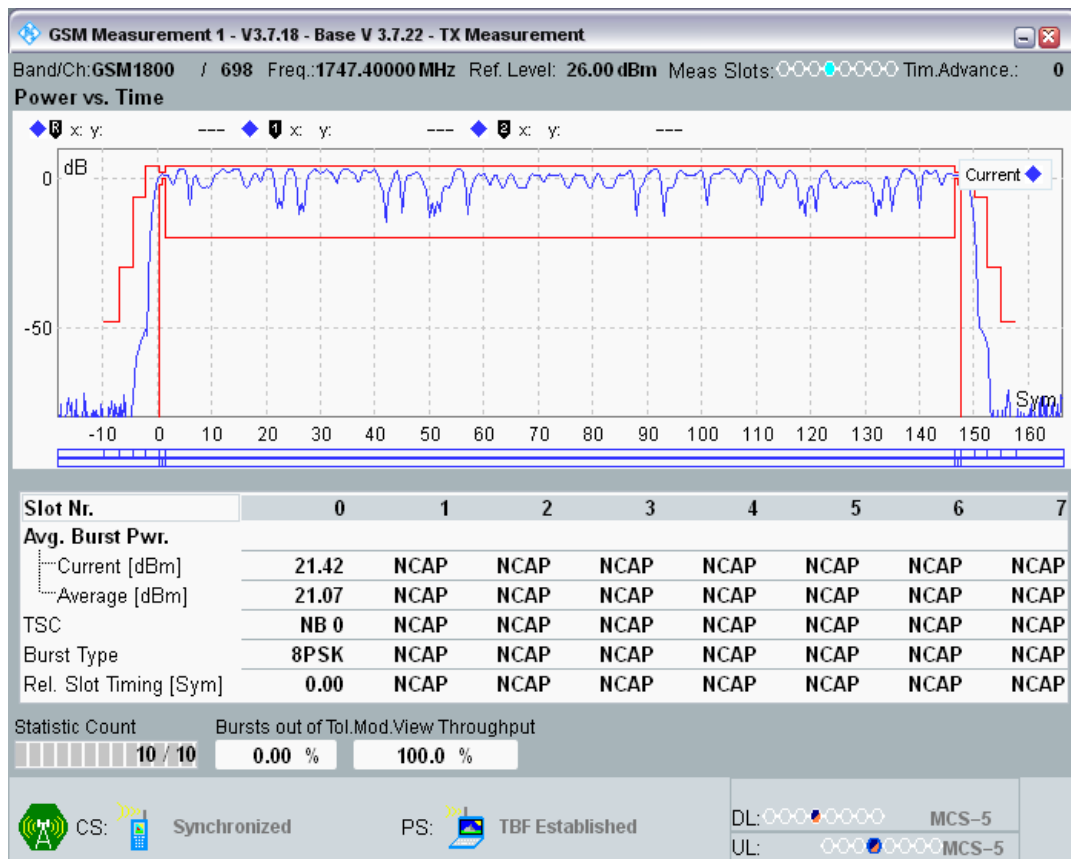 GSM Measurement 1 - V3.7.18 - Base V 3.7.22 - TX Measurement
Band/Ch:GSM1800 / 698 Freq.:1747.40000 MHz Ref. Level: 26.00 dBm Meas Slots: Tim.Advance.: 0
Power vs. Time
R x: y: --- 1 x: y: --- 2 x: y: ---
dB
Current
0
-50
Sym
-10 0 10 20 30 40 50 60 70 80 90 100 110 120 130 140 150 160
Slot Nr. 0 1 2 3 4 5 6 7
Avg. Burst Pwr.
Current [dBm] 21.42 NCAP NCAP NCAP NCAP NCAP NCAP NCAP
Average [dBm] 21.07 NCAP NCAP NCAP NCAP NCAP NCAP NCAP
TSC NB 0 NCAP NCAP NCAP NCAP NCAP NCAP NCAP
Burst Type 8PSK NCAP NCAP NCAP NCAP NCAP NCAP NCAP
Rel. Slot Timing [Sym] 0.00 NCAP NCAP NCAP NCAP NCAP NCAP NCAP
Statistic Count Bursts out of Tol.Mod.View Throughput
10 / 10 0.00 % 100.0 %
CS: Synchronized PS: TBF Established
DL: MCS-5
UL: MCS-5